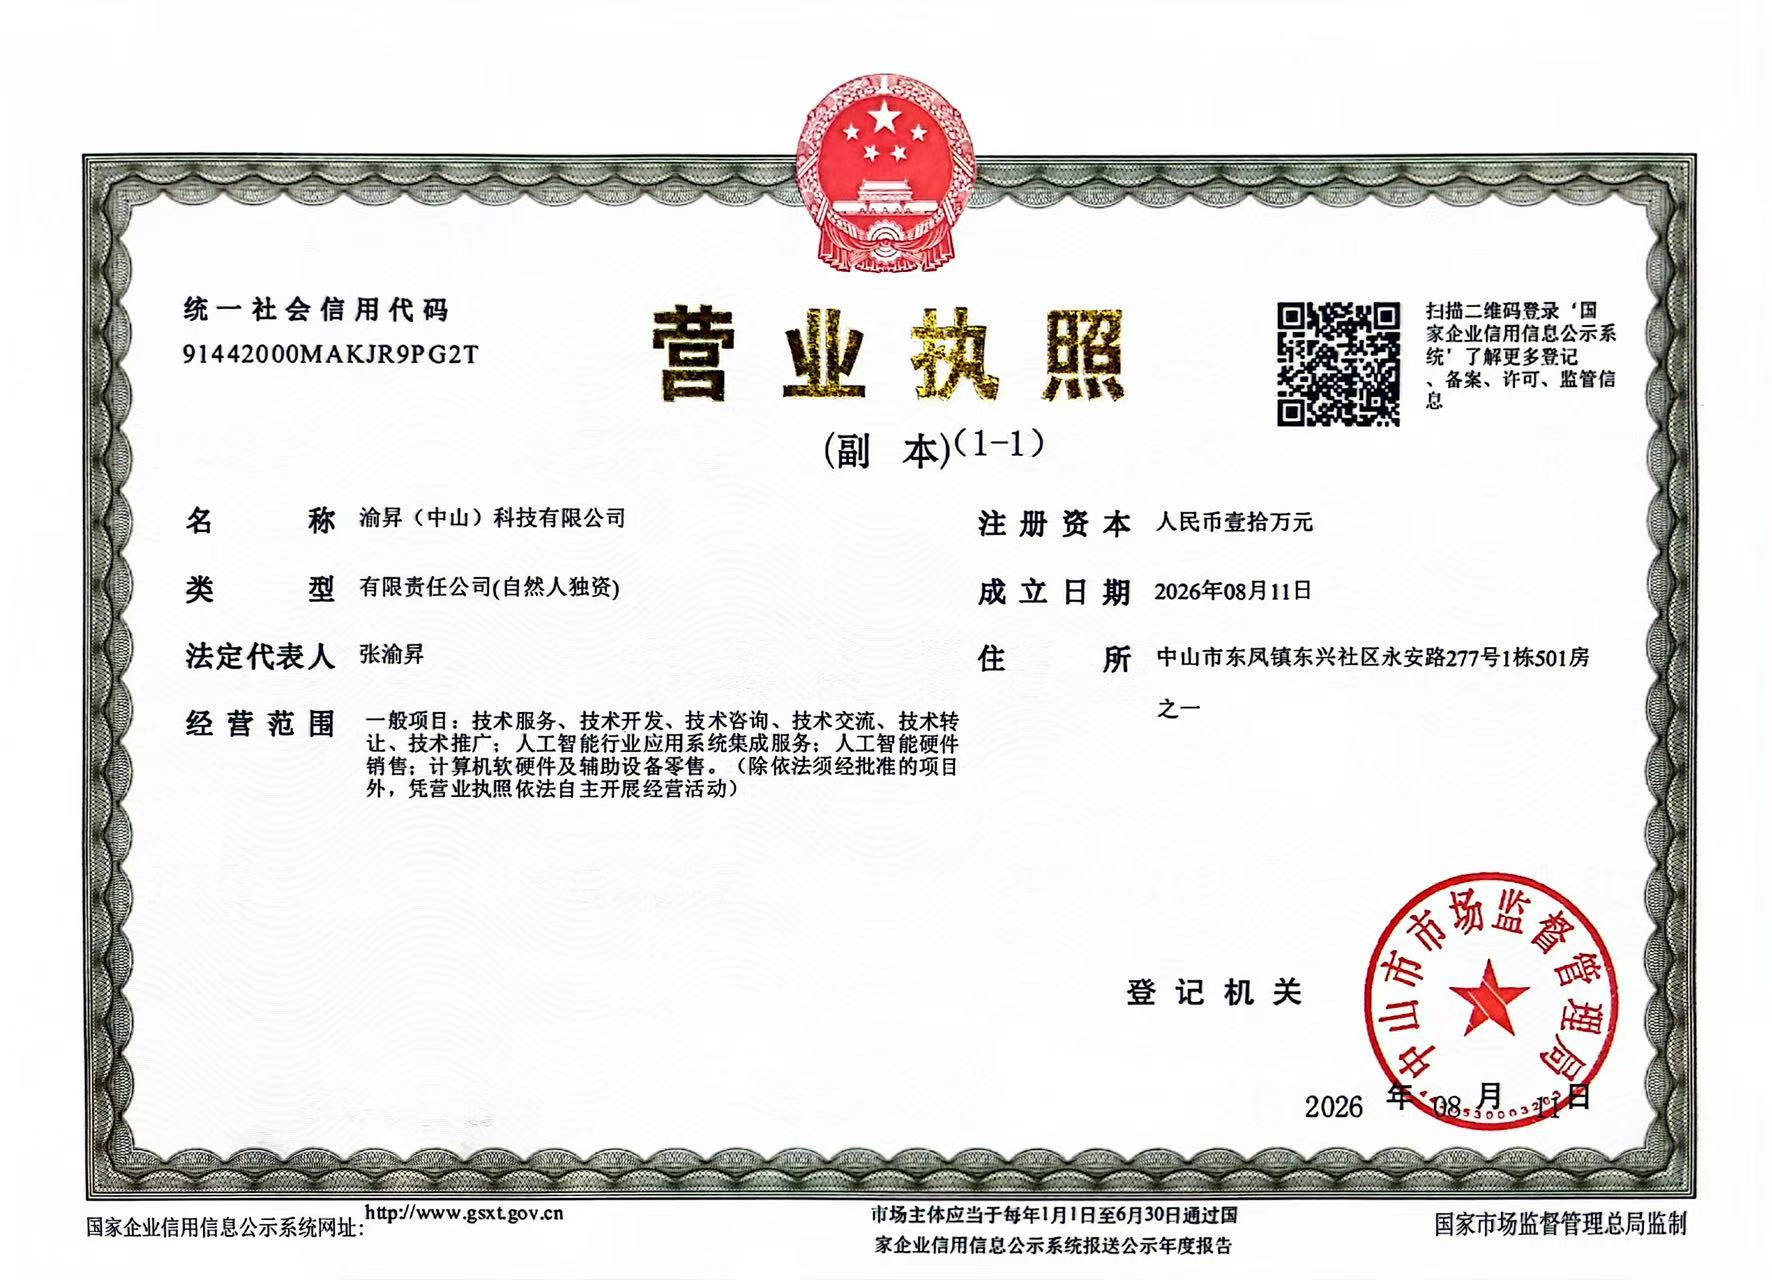 统一社会信用代码
91442000MAKJR9PG2T
营业执照
(副 本)(1-1)
扫描二维码登录‘国
家企业信用信息公示系
统’了解更多登记
、备案、许可、监管信
息
名 称 渝昇（中山）科技有限公司
类 型 有限责任公司(自然人独资)
法定代表人 张渝昇
经营范围 一般项目：技术服务、技术开发、技术咨询、技术交流、技术转
让、技术推广；人工智能行业应用系统集成服务；人工智能硬件
销售；计算机软硬件及辅助设备零售。（除依法须经批准的项目
外，凭营业执照依法自主开展经营活动）
注册资本 人民币壹拾万元
成立日期 2026年08月11日
住 所 中山市东凤镇东兴社区永安路277号1栋501房
之一
登记机关
中山市市场监督管理局
2026 年 08 月 11 日
国家企业信用信息公示系统网址：http://www.gsxt.gov.cn
市场主体应当于每年1月1日至6月30日通过国
家企业信用信息公示系统报送公示年度报告
国家市场监督管理总局监制